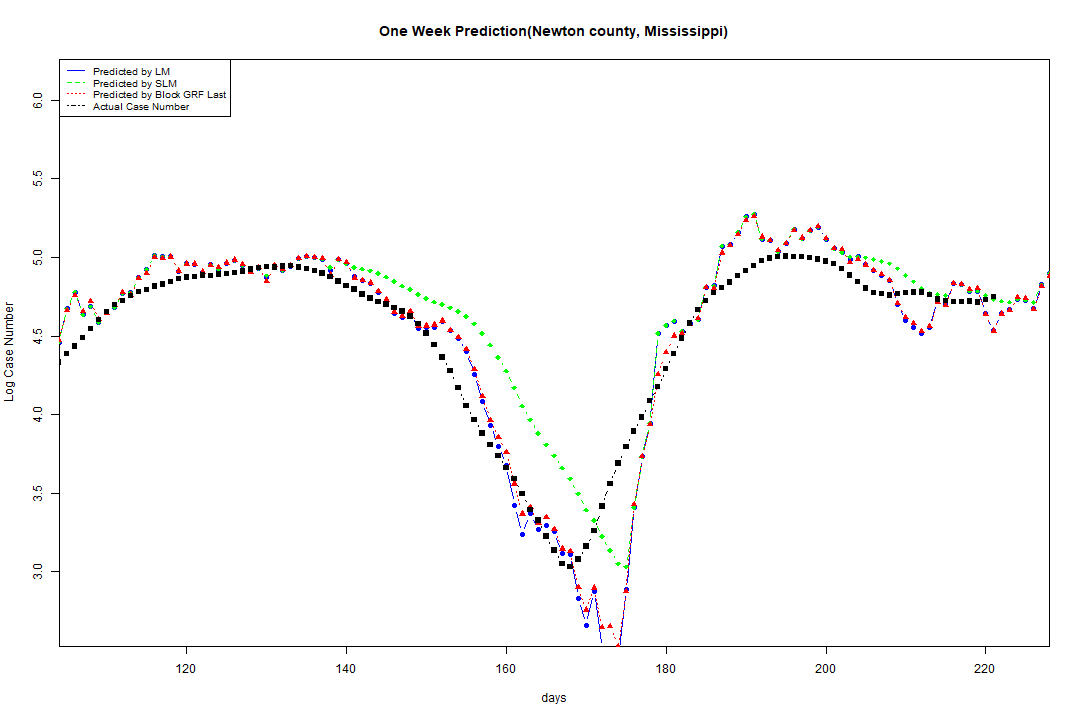 One Week Prediction(Newton county, Mississippi)
Predicted by LM
Predicted by SLM
Predicted by Block GRF Last
Actual Case Number
6.0
5.5
5.0
4.5
4.0
3.5
3.0
Log Case Number
120 140 160 180 200 220
days